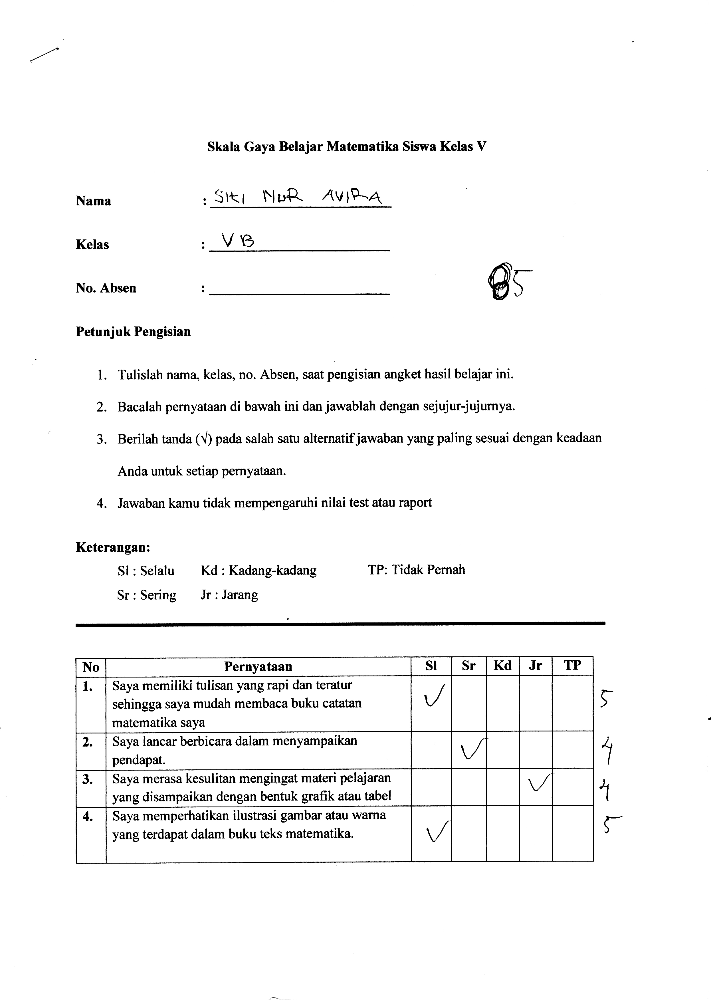 Skala Gaya Belajar Matematika Siswa Kelas V
Nama : SITI NUR AVIRA
Kelas : VB
No. Absen :
85
Petunjuk Pengisian
1. Tulislah nama, kelas, no. Absen, saat pengisian angket hasil belajar ini.
2. Bacalah pernyataan di bawah ini dan jawablah dengan sejujur-jujurnya.
3. Berilah tanda (√) pada salah satu alternatif jawaban yang paling sesuai dengan keadaan
Anda untuk setiap pernyataan.
4. Jawaban kamu tidak mempengaruhi nilai test atau raport
Keterangan:
Sl : Selalu Kd : Kadang-kadang TP: Tidak Pernah
Sr : Sering Jr : Jarang
No Pernyataan Sl Sr Kd Jr TP
1. Saya memiliki tulisan yang rapi dan teratur
sehingga saya mudah membaca buku catatan √ 5
matematika saya
2. Saya lancar berbicara dalam menyampaikan √ 4
pendapat.
3. Saya merasa kesulitan mengingat materi pelajaran √ 4
yang disampaikan dengan bentuk grafik atau tabel
4. Saya memperhatikan ilustrasi gambar atau warna 5
yang terdapat dalam buku teks matematika. √